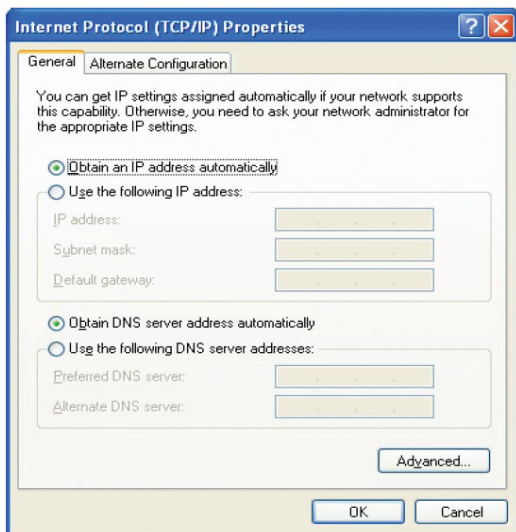 Internet Protocol (TCP/IP) Properties
General Alternate Configuration
You can get IP settings assigned automatically if your network supports
this capability. Otherwise, you need to ask your network administrator for
the appropriate IP settings.
Obtain an IP address automatically
Use the following IP address:
IP address:
Subnet mask:
Default gateway:
Obtain DNS server address automatically
Use the following DNS server addresses:
Preferred DNS server:
Alternate DNS server:
Advanced...
OK Cancel